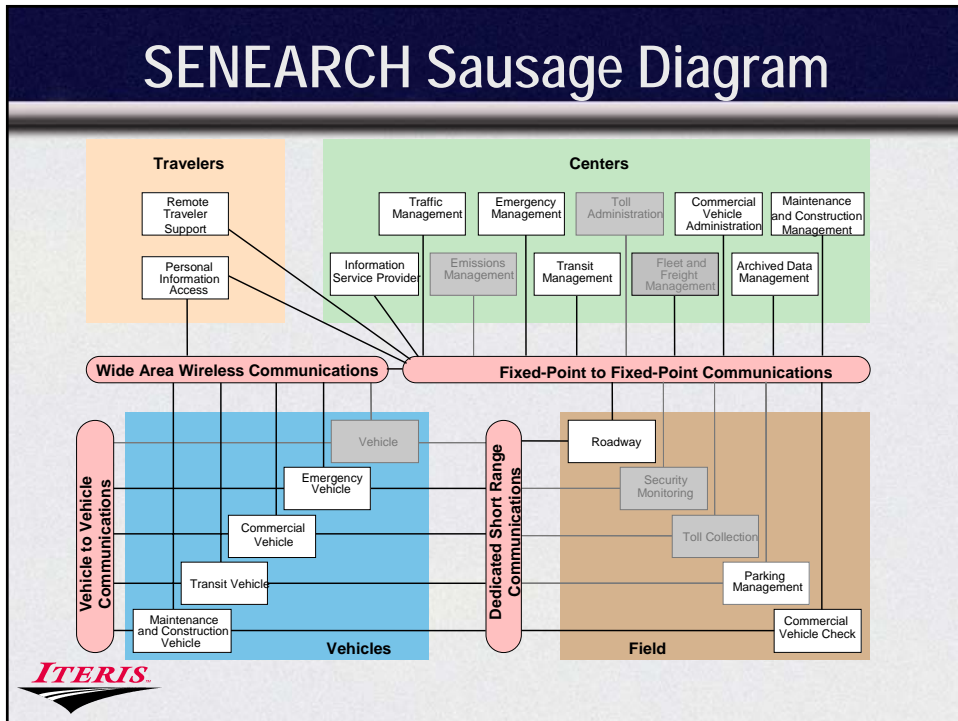 SENEARCH Sausage Diagram
Travelers
Centers
Remote
Traveler
Support
Traffic
Management
Emergency
Management
Toll
Administration
Commercial
Vehicle
Administration
Maintenance
and Construction
Management
Personal
Information
Access
Information
Service Provider
Emissions
Management
Transit
Management
Fleet and
Freight
Management
Archived Data
Management
Wide Area Wireless Communications
Fixed-Point to Fixed-Point Communications
Vehicle to Vehicle
Communications
Vehicle
Emergency
Vehicle
Commercial
Vehicle
Transit Vehicle
Maintenance
and Construction
Vehicle
Vehicles
Dedicated Short Range
Communications
Roadway
Security
Monitoring
Toll Collection
Parking
Management
Commercial
Vehicle Check
Field
ITERIS